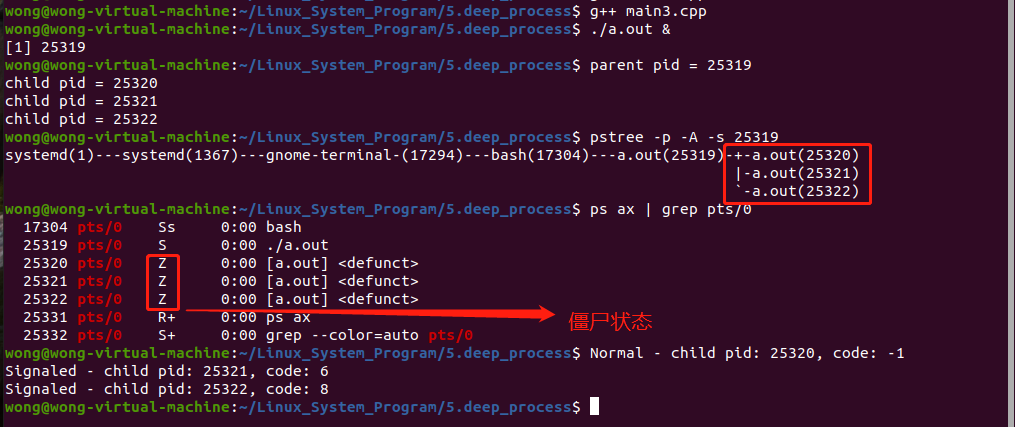 wong@wong-virtual-machine:~/Linux_System_Program/5.deep_process$ g++ main3.cpp
wong@wong-virtual-machine:~/Linux_System_Program/5.deep_process$ ./a.out &
[1] 25319
wong@wong-virtual-machine:~/Linux_System_Program/5.deep_process$ parent pid = 25319
child pid = 25320
child pid = 25321
child pid = 25322
wong@wong-virtual-machine:~/Linux_System_Program/5.deep_process$ pstree -p -A -s 25319
systemd(1)---systemd(1367)---gnome-terminal-(17294)---bash(17304)---a.out(25319)-+-a.out(25320)
|-a.out(25321)
`-a.out(25322)
wong@wong-virtual-machine:~/Linux_System_Program/5.deep_process$ ps ax | grep pts/0
17304 pts/0 Ss 0:00 bash
25319 pts/0 S 0:00 ./a.out
25320 pts/0 Z 0:00 [a.out] <defunct>
25321 pts/0 Z 0:00 [a.out] <defunct>
25322 pts/0 Z 0:00 [a.out] <defunct>
25331 pts/0 R+ 0:00 ps ax
僵尸状态
25332 pts/0 S+ 0:00 grep --color=auto pts/0
wong@wong-virtual-machine:~/Linux_System_Program/5.deep_process$ Normal - child pid: 25320, code: -1
Signaled - child pid: 25321, code: 6
Signaled - child pid: 25322, code: 8
wong@wong-virtual-machine:~/Linux_System_Program/5.deep_process$